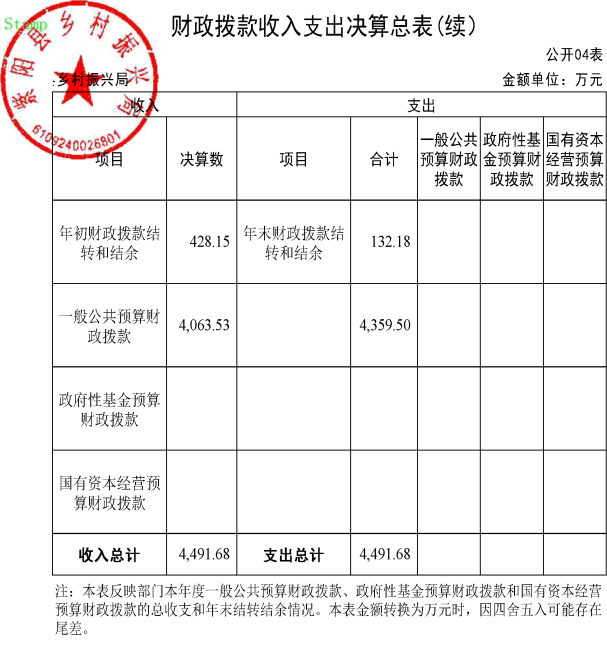 财政拨款收入支出决算总表(续)
公开04表
乡村振兴局
金额单位：万元
Stamp
紫阳县乡村振兴局
6109240026801
收入 支出
项目 决算数 项目 合计 一般公共预算财政拨款 政府性基金预算财政拨款 国有资本经营预算财政拨款
年初财政拨款结转和结余 428.15 年末财政拨款结转和结余 132.18
一般公共预算财政拨款 4,063.53 4,359.50
政府性基金预算财政拨款
国有资本经营预算财政拨款
收入总计 4,491.68 支出总计 4,491.68
注：本表反映部门本年度一般公共预算财政拨款、政府性基金预算财政拨款和国有资本经营
预算财政拨款的总收支和年末结转结余情况。本表金额转换为万元时，因四舍五入可能存在
尾差。